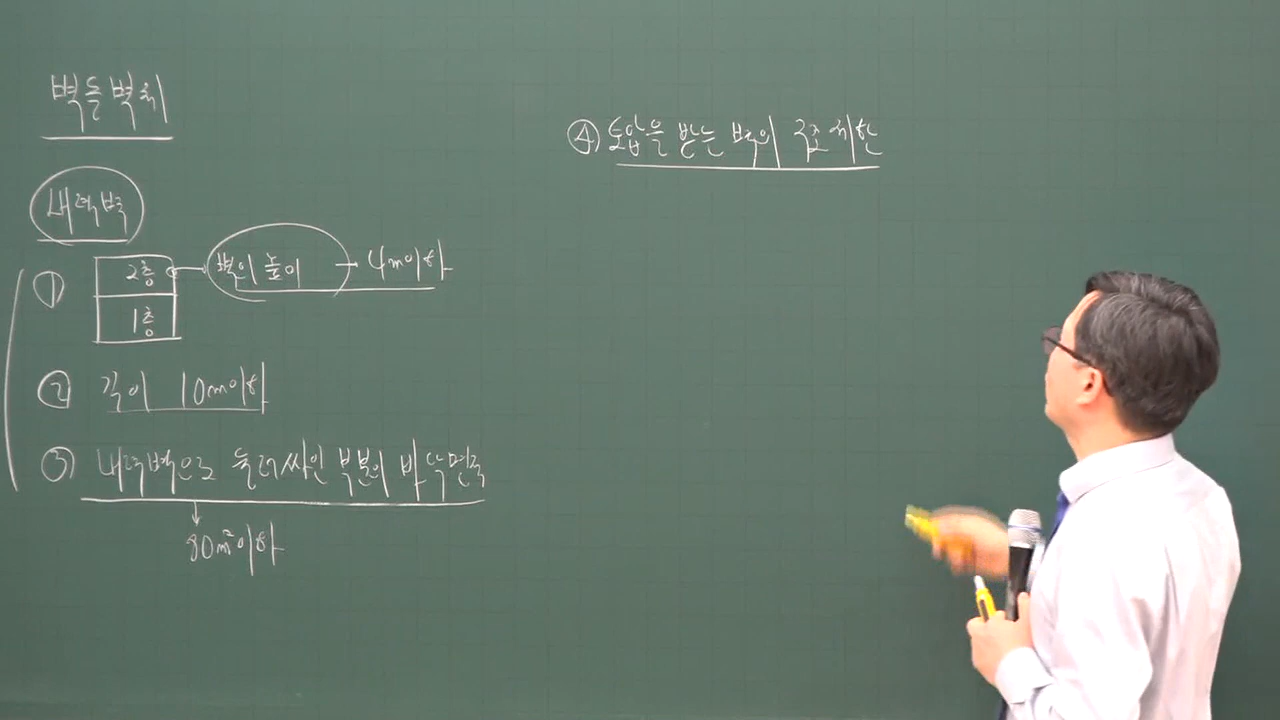 벽돌벽체
내력벽
① 2층 벽의 높이 4m이하
1층
② 길이 10m이하
③ 내력벽으로 둘러쌓인 부분의 바닥면적
80m²이하
④ 토압을 받는 벽의 구조제한